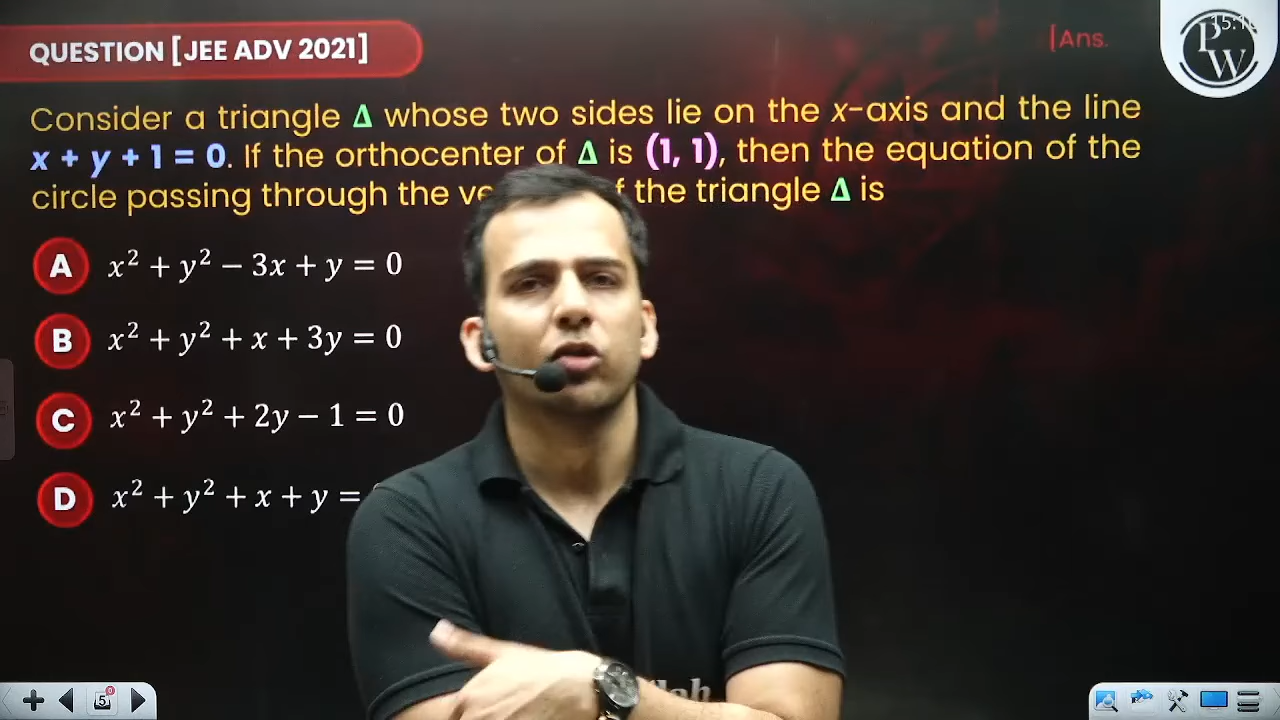 QUESTION [JEE ADV 2021]
[Ans.
PW
Consider a triangle Δ whose two sides lie on the x-axis and the line
x + y + 1 = 0. If the orthocenter of Δ is (1, 1), then the equation of the
circle passing through the the triangle Δ is
A x² + y² − 3x + y = 0
B x² + y² + x + 3y = 0
C x² + y² + 2y − 1 = 0
D x² + y² + x + y =
5